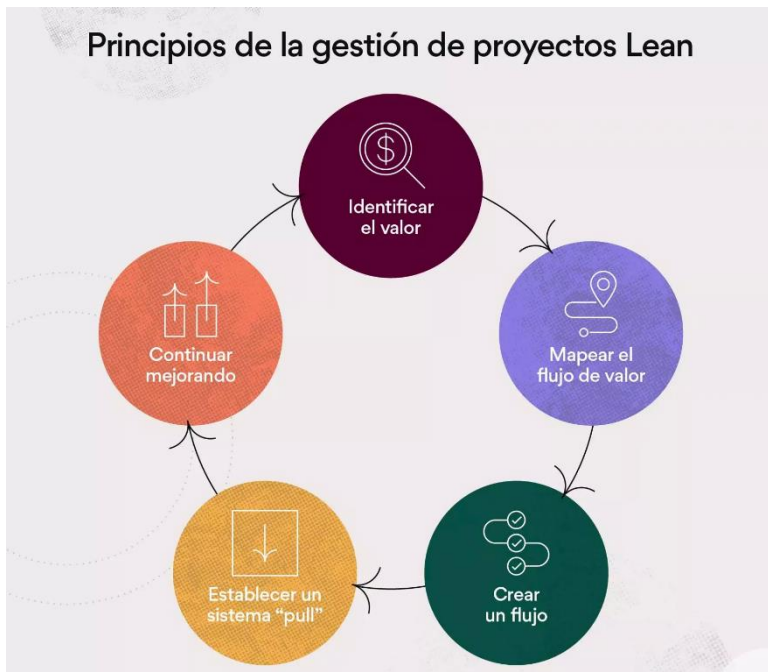 Principios de la gestión de proyectos Lean
$
Identificar
el valor
Mapear el
flujo de valor
Crear
un flujo
Establecer un
sistema “pull”
Continuar
mejorando